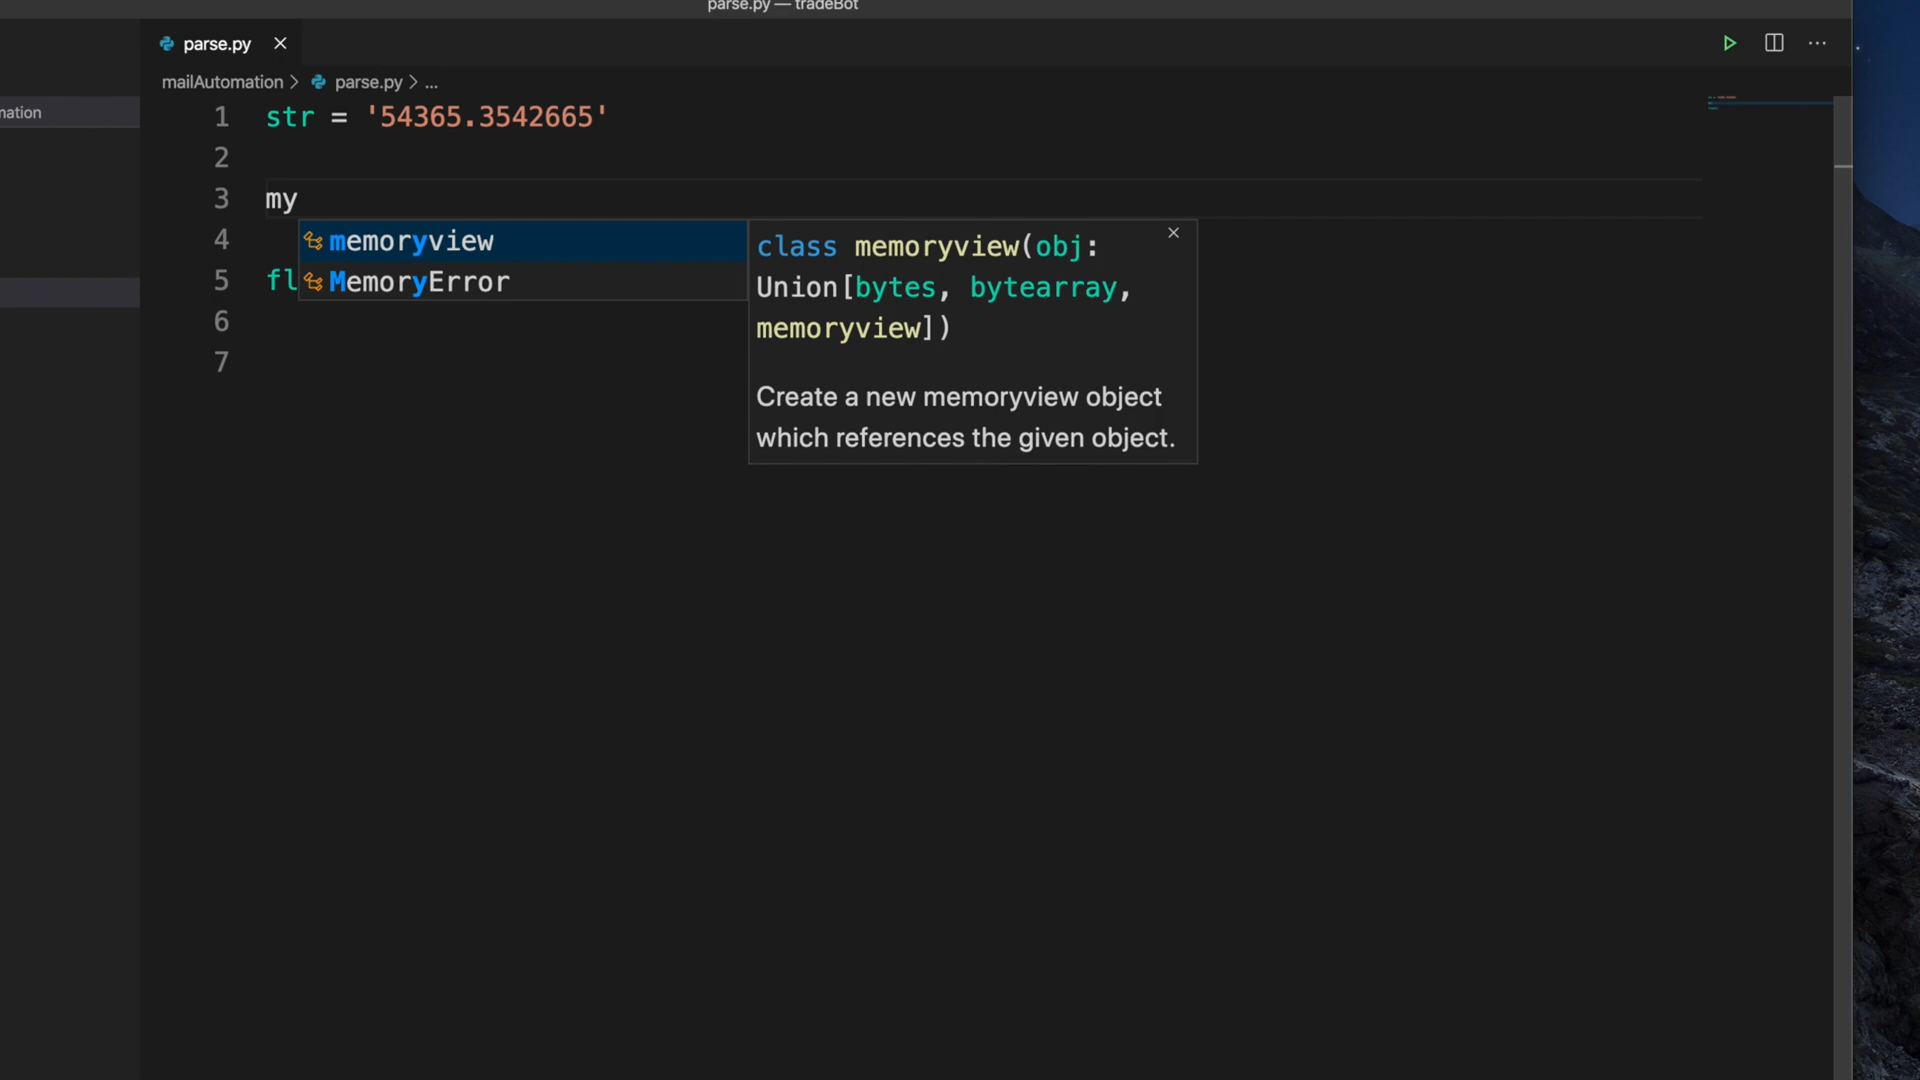 parse.py — tradeBot
parse.py
mailAutomation > parse.py > ...
mation
1 str = '54365.3542665'
2
3 my
4
5 fl
6
7
memoryview
MemoryError
class memoryview(obj:
Union[bytes, bytearray,
memoryview])
Create a new memoryview object
which references the given object.